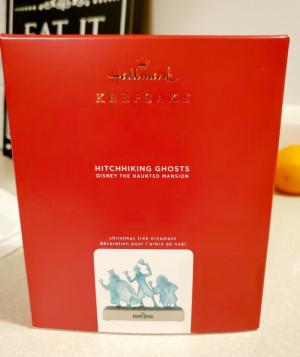 EAT IT
Hallmark
KEEPSAKE
HITCHHIKING GHOSTS
DISNEY THE HAUNTED MANSION
christmas tree ornament
décoration pour l'arbre de noël